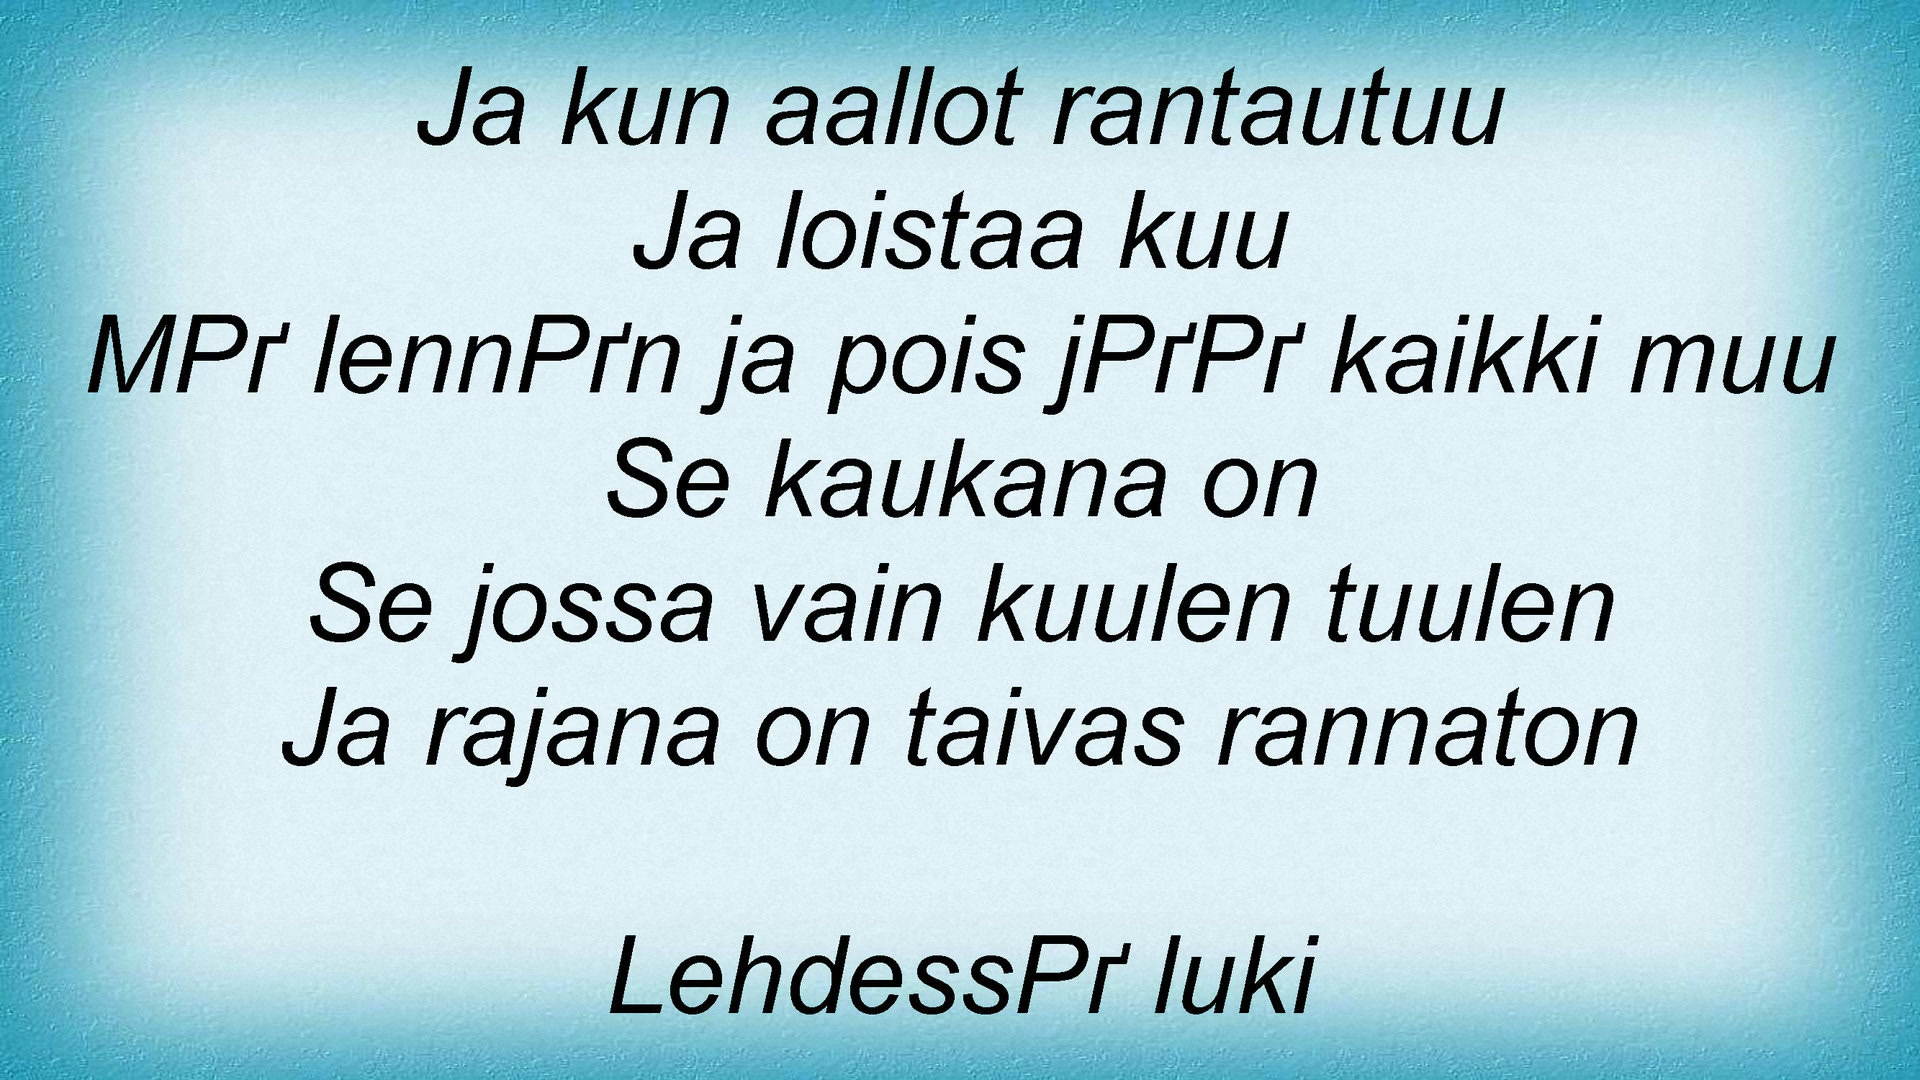 Ja kun aallot rantautuu
Ja loistaa kuu
MPґ lennPґn ja pois jPґPґ kaikki muu
Se kaukana on
Se jossa vain kuulen tuulen
Ja rajana on taivas rannaton
LehdessPґ luki